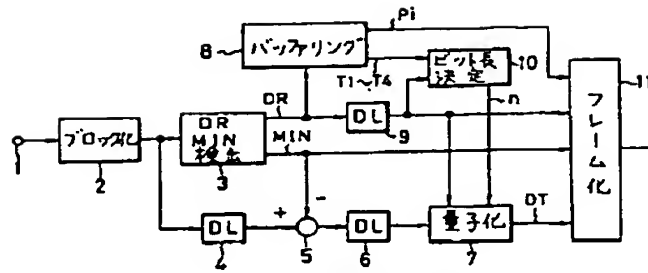 Pi
8
バッファリング
T1~T4
ビット長
決定
10
11
DR
n
1
ブロック化
2
DR
MIN
検出
3
DL
9
MIN
フレーム化
−
DL
4
+
5
DL
6
量子化
7
DT